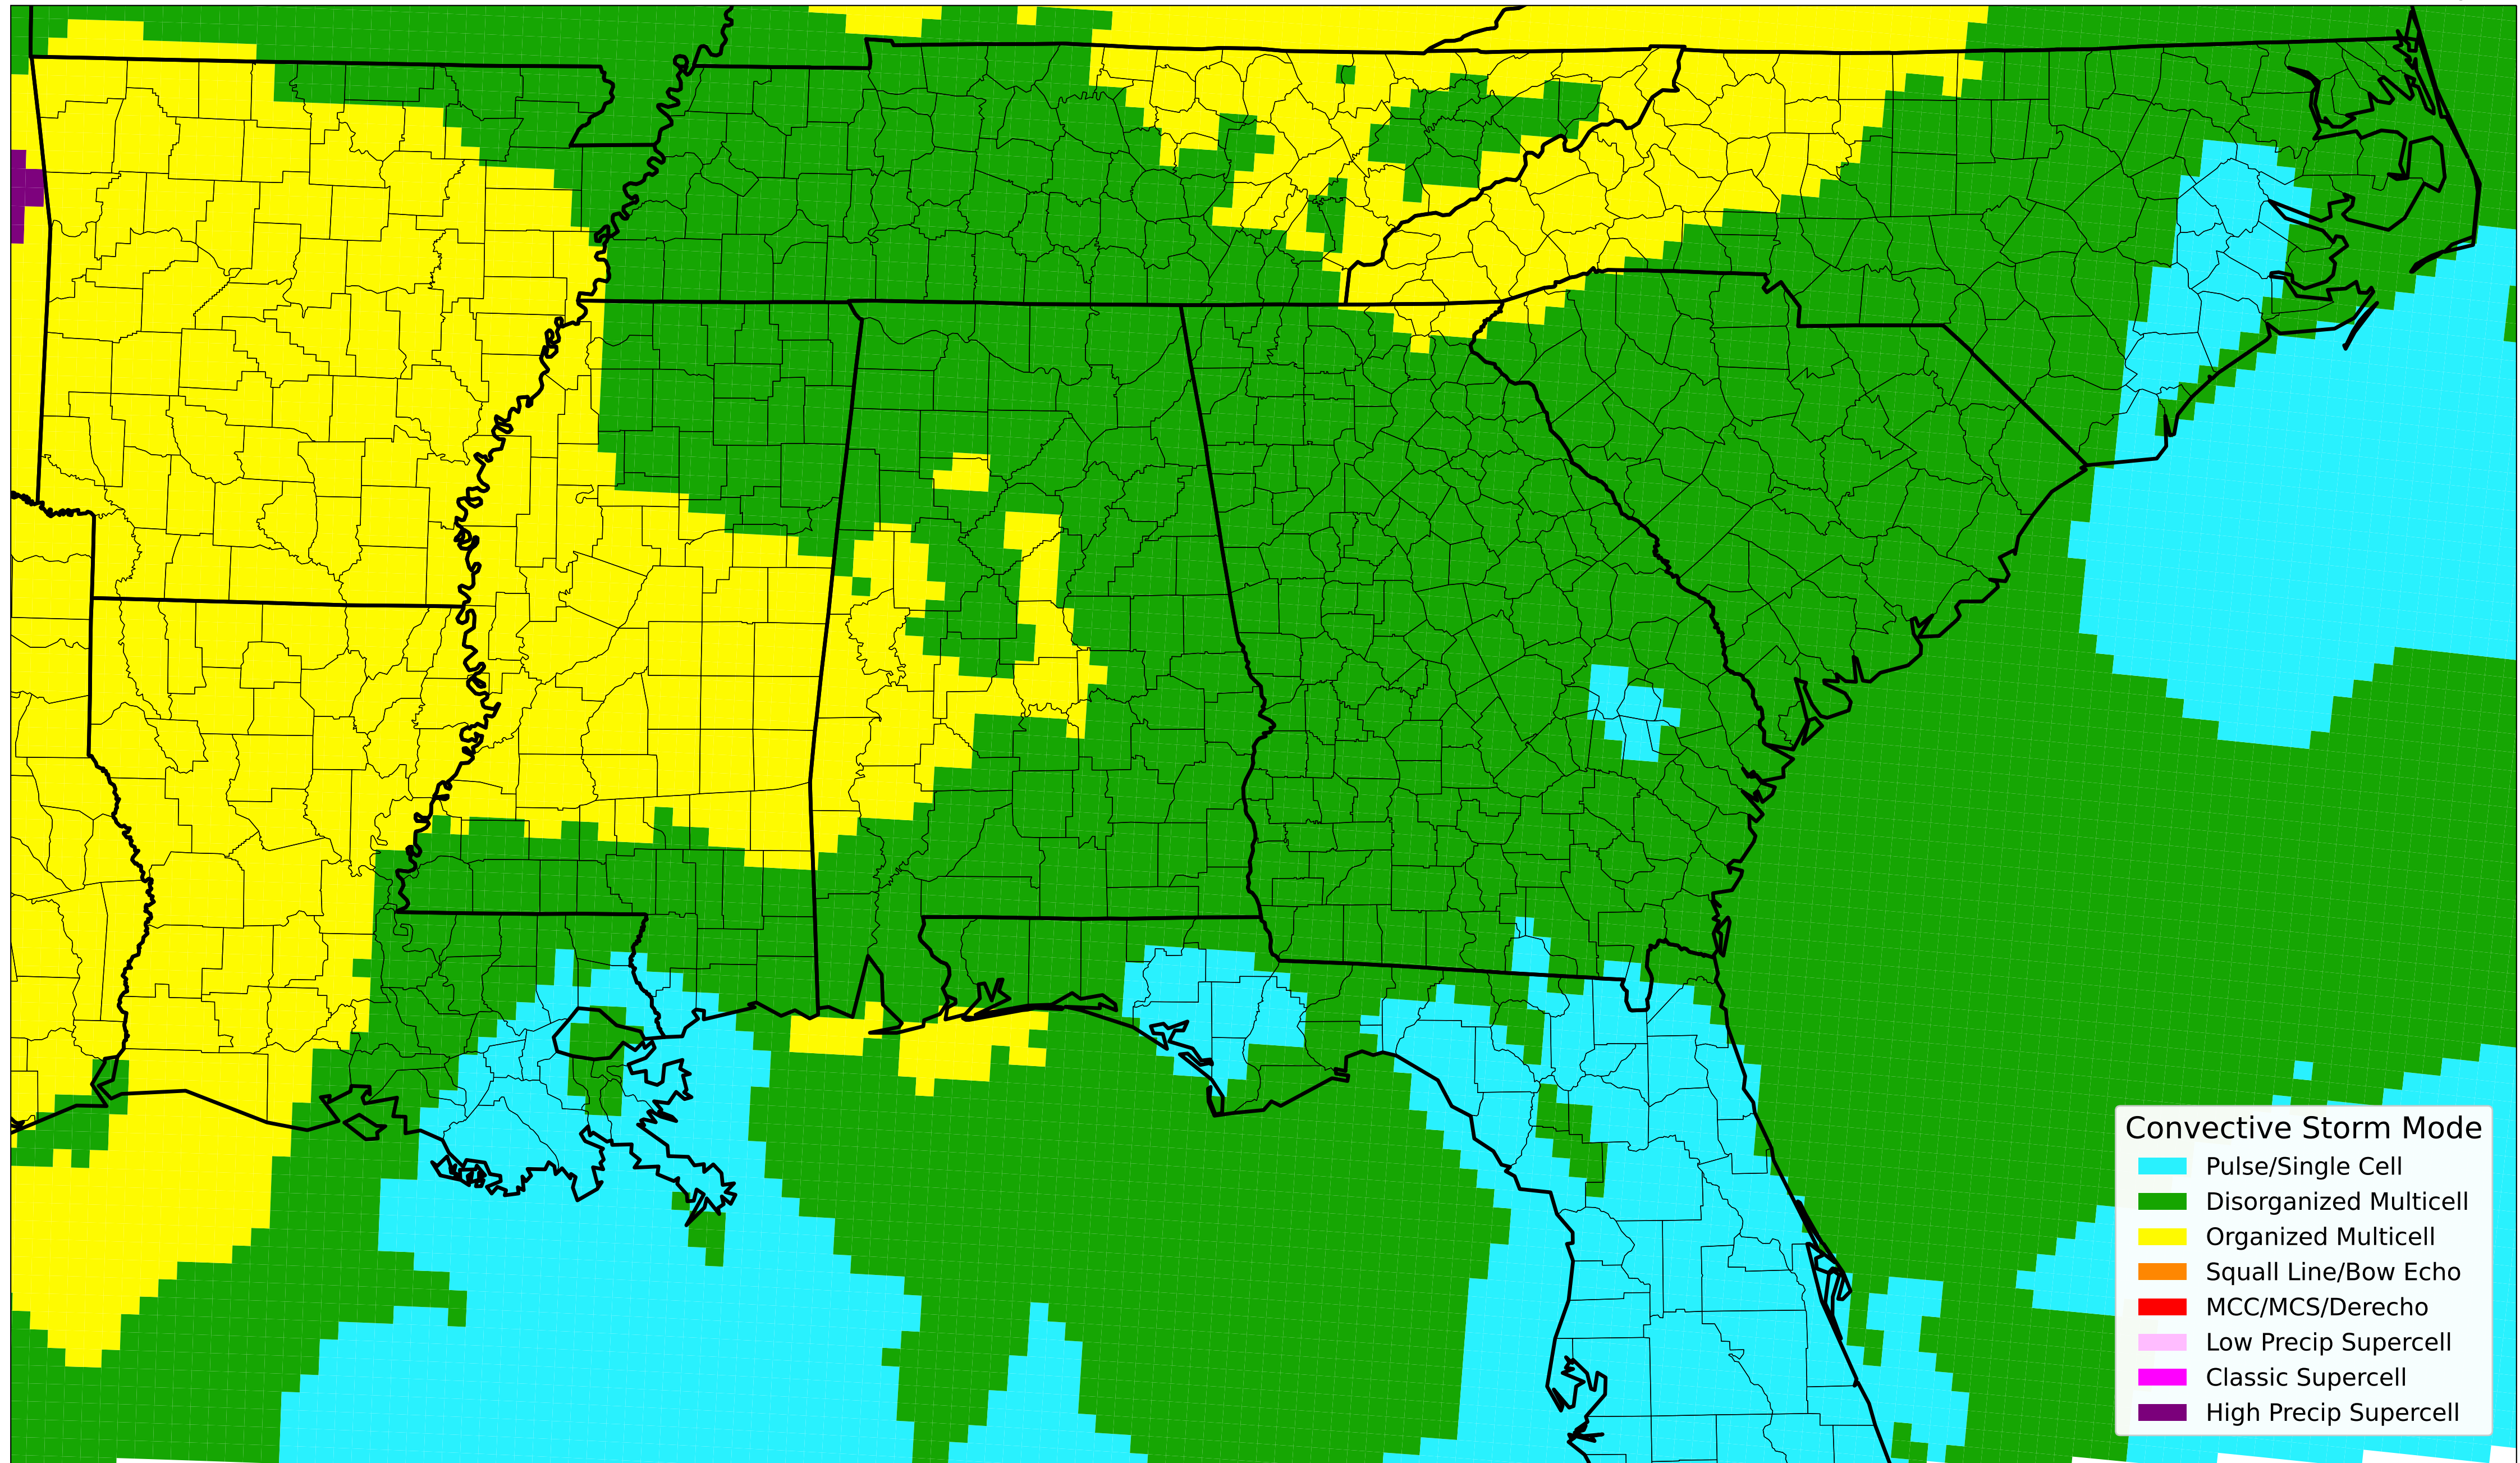 Convective Storm Mode
Pulse/Single Cell
Disorganized Multicell
Organized Multicell
Squall Line/Bow Echo
MCC/MCS/Derecho
Low Precip Supercell
Classic Supercell
High Precip Supercell